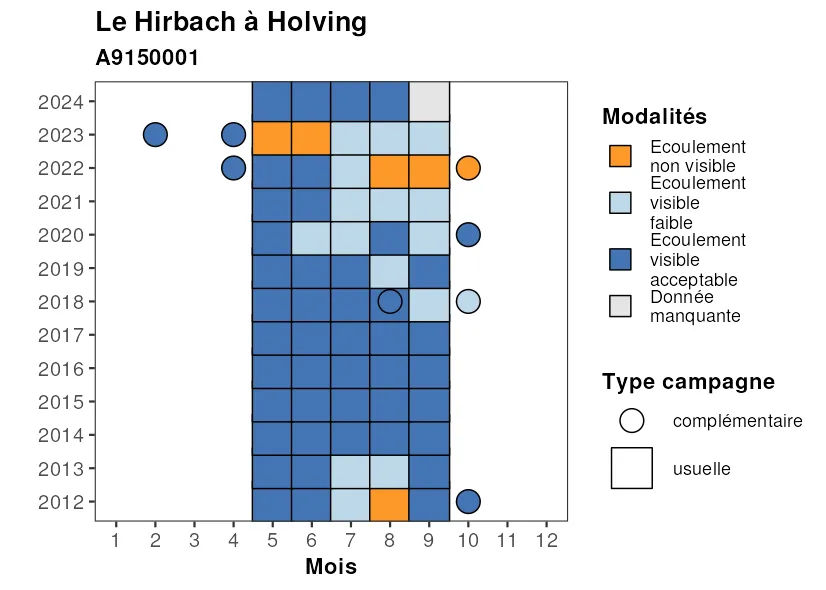 Le Hirbach à Holving
A9150001
2024
2023
2022
2021
2020
2019
2018
2017
2016
2015
2014
2013
2012
1 2 3 4 5 6 7 8 9 10 11 12
Mois
Modalités
Ecoulement
non visible
Ecoulement
visible
faible
Ecoulement
visible
acceptable
Donnée
manquante
Type campagne
complémentaire
usuelle